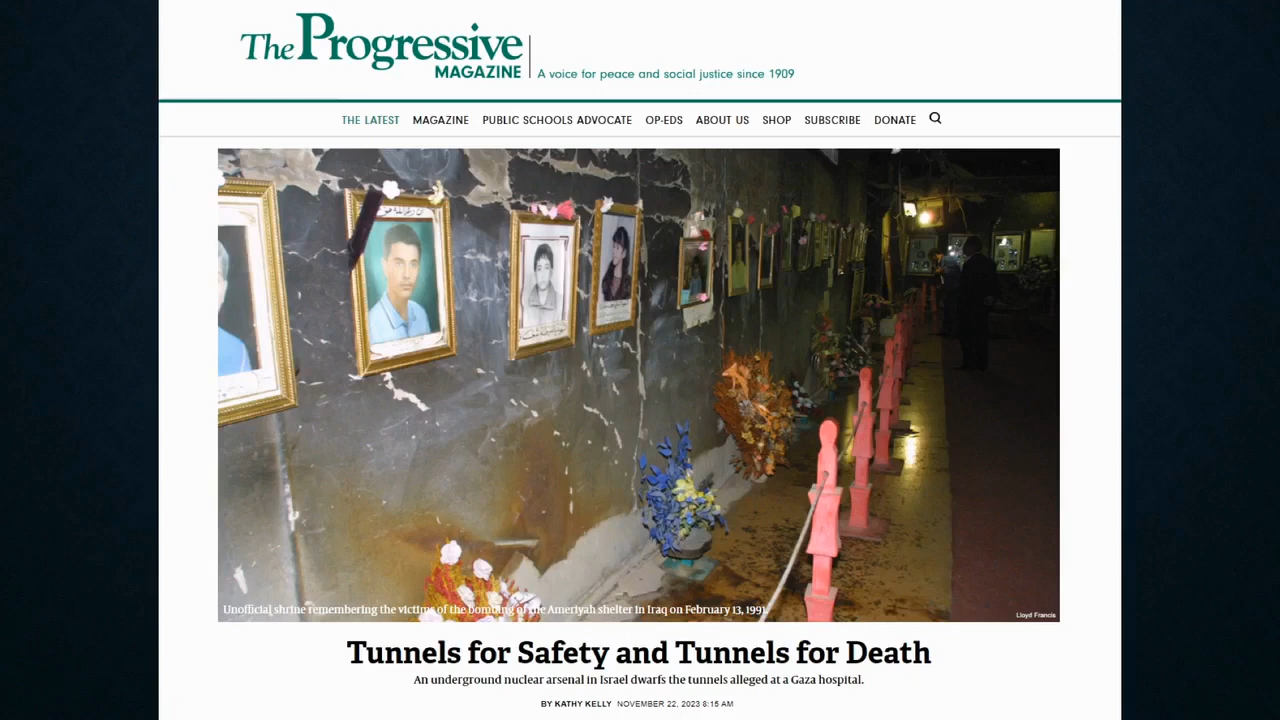 The Progressive
MAGAZINE
A voice for peace and social justice since 1909
THE LATEST MAGAZINE PUBLIC SCHOOLS ADVOCATE OP-EDS ABOUT US SHOP SUBSCRIBE DONATE
Unofficial shrine remembering the victims of the bombing of the Ameriyah shelter in Iraq on February 13, 1991.
Lloyd Francis
Tunnels for Safety and Tunnels for Death
An underground nuclear arsenal in Israel dwarfs the tunnels alleged at a Gaza hospital.
BY KATHY KELLY NOVEMBER 22, 2023 8:15 AM